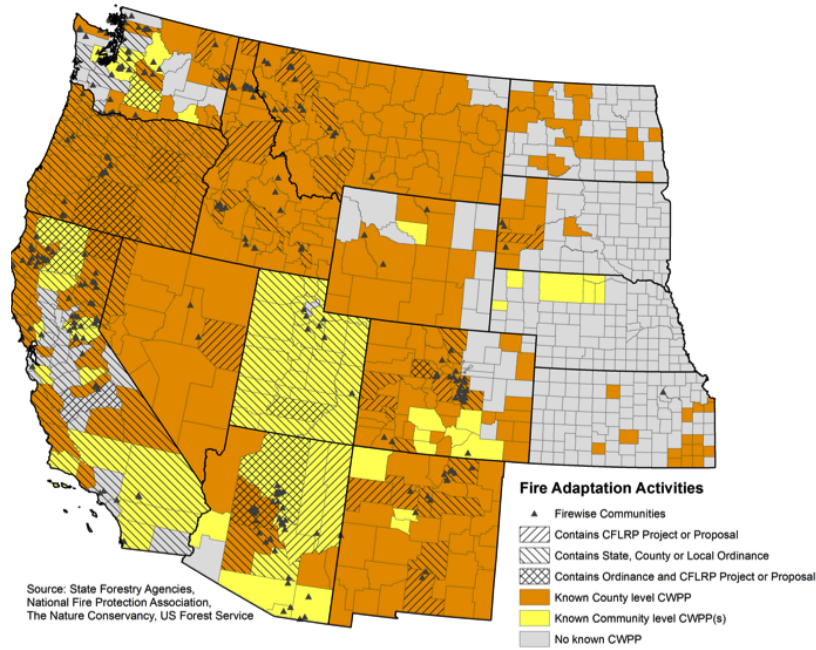 Fire Adaptation Activities
Firewise Communities
Contains CFLRP Project or Proposal
Contains State, County or Local Ordinance
Contains Ordinance and CFLRP Project or Proposal
Known County level CWPP
Known Community level CWPP(s)
No known CWPP
Source: State Forestry Agencies,
National Fire Protection Association,
The Nature Conservancy, US Forest Service